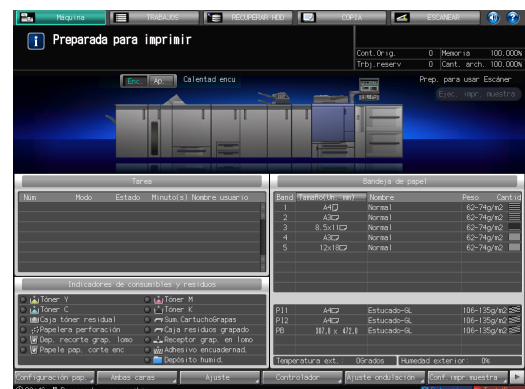 Máquina TRABAJOS RECUPERAR HDD COPIA ESCANEAR
Preparada para imprimir
Cont.Orig. 0 Memoria 100.000%
Trbj.reserv 0 Cant. arch. 100.000%
Enc. Ap. Calentad encu
Prep. para usar Escáner
Ejec. impr. muestra
Tarea
Núm Modo Estado Minuto(s) Nombre usuario
Bandeja de papel
Band Tamaño(Un.:mm) Nombre Peso Cantid
1 A4 Normal 62-74g/m2
2 A3 Normal 62-74g/m2
3 8.5x11 Normal 62-74g/m2
4 A3 Normal 62-74g/m2
5 12x18 Normal 62-74g/m2
PI1 A4 Estucado-GL 106-135g/m2
PI2 A4 Estucado-GL 106-135g/m2
PB Estucado-GL 106-135g/m2
Indicadores de consumibles y residuos
Tóner Y Tóner M
Tóner C Tóner K
Caja tóner residual Sum.CartuchoGrapas
Papelera perforación Caja residuos grapado
Dep. recorte grap. lomo Receptor grap. en lomo
Papele pap. corte enc Adhesivo encuadernad.
Depósito humid.
Temperatura ext. : 0Grados Humedad exterior: 0%
Configuración pap. Ambas caras Ajuste Controlador Ajuste ondulación Conf.impr.muestra